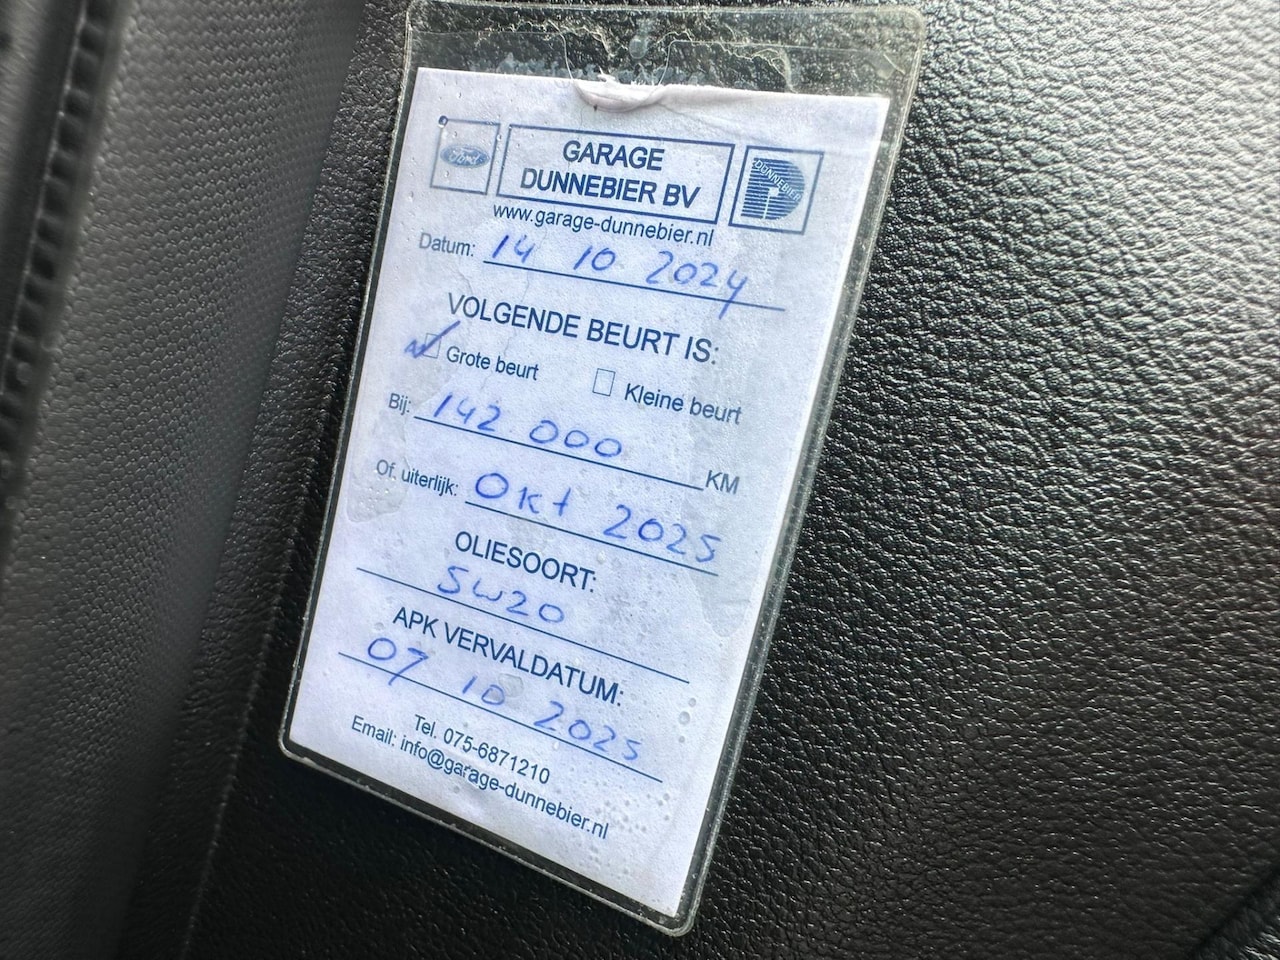 Ford
GARAGE
DUNNEBIER BV
DUNNEBIER
www.garage-dunnebier.nl
Datum: 14 10 2024
VOLGENDE BEURT IS:
Grote beurt Kleine beurt
Bij: 142 000 KM
Of. uiterlijk: Okt 2025
OLIESOORT:
5W20
APK VERVALDATUM:
07 10 2025
Tel. 075-6871210
Email: info@garage-dunnebier.nl